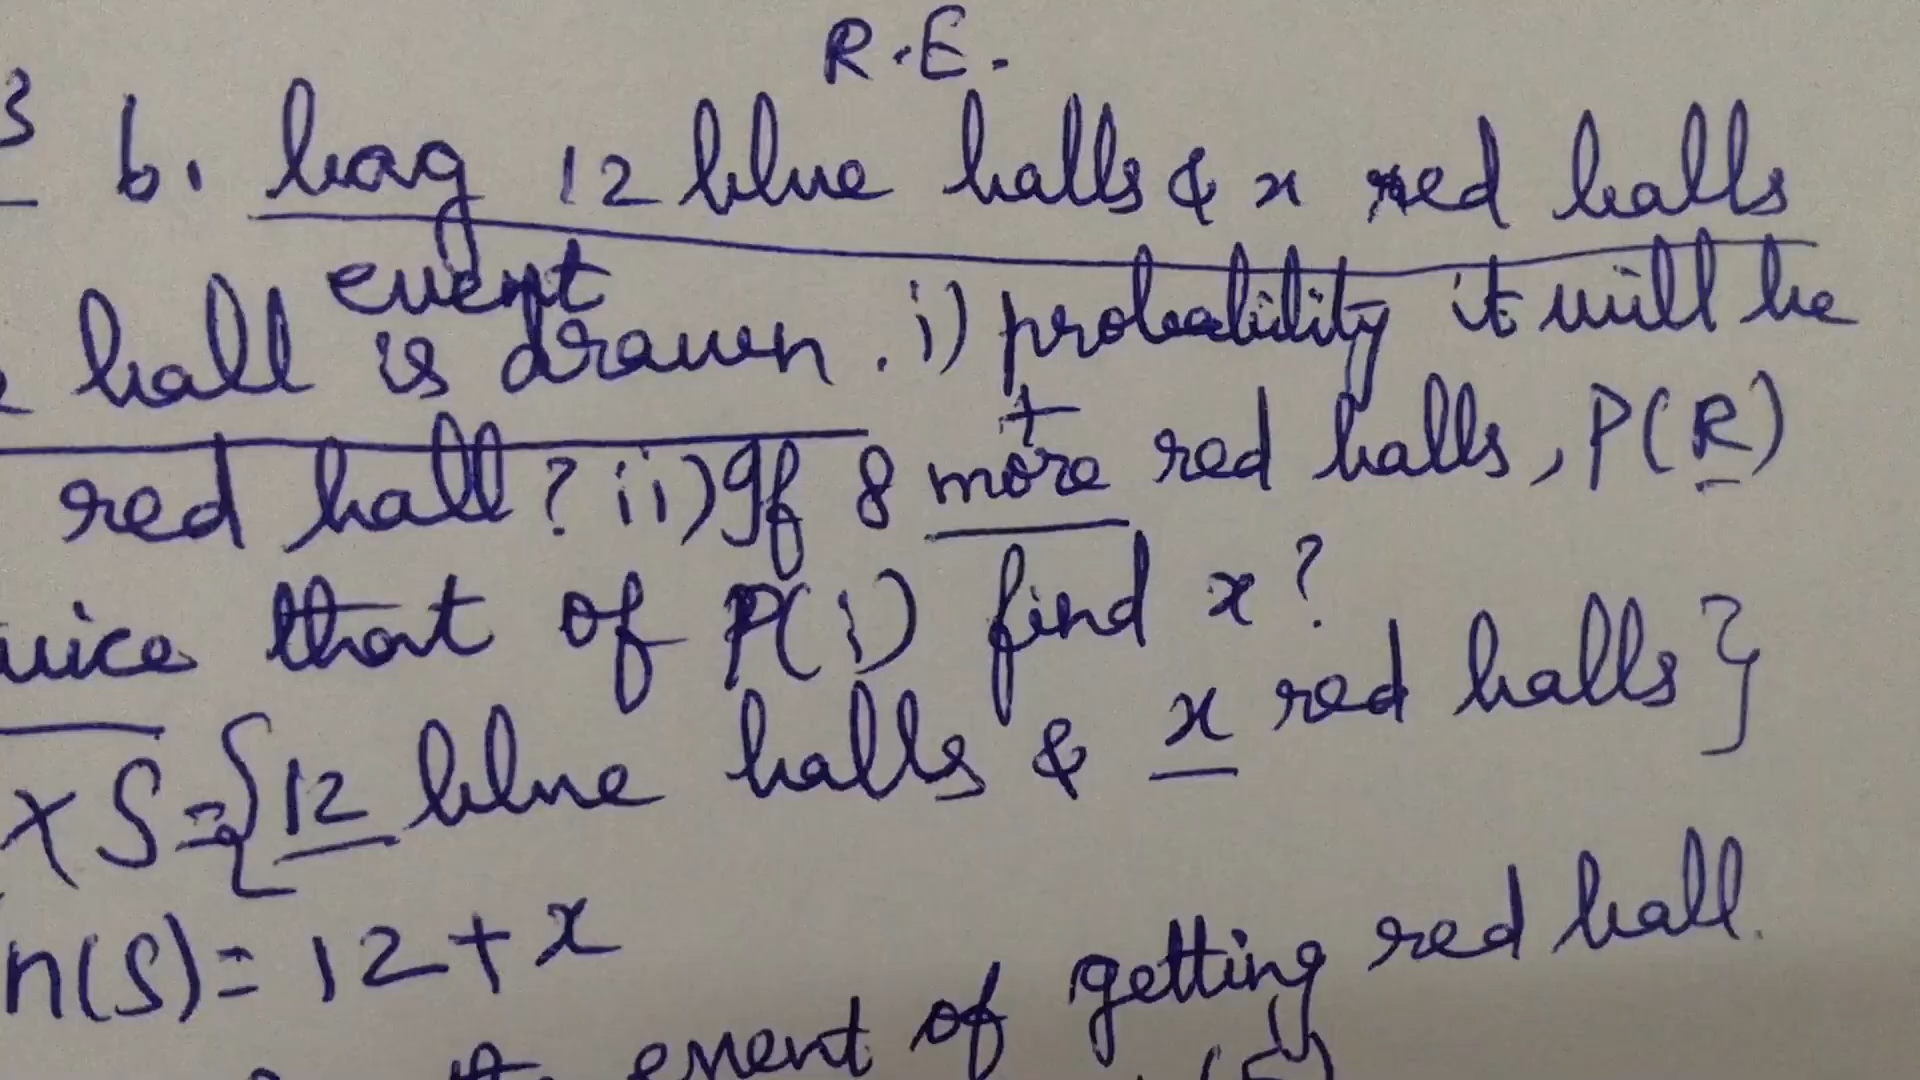 R.E.
3 b. bag 12 blue balls & x red balls
event
ball is drawn. i) probability it will be
+
red ball? ii) If 8 more red balls, P(R)
that of P(i) find x?
S={12 blue balls & x red balls}
n(S)=12+x
event of getting red ball.